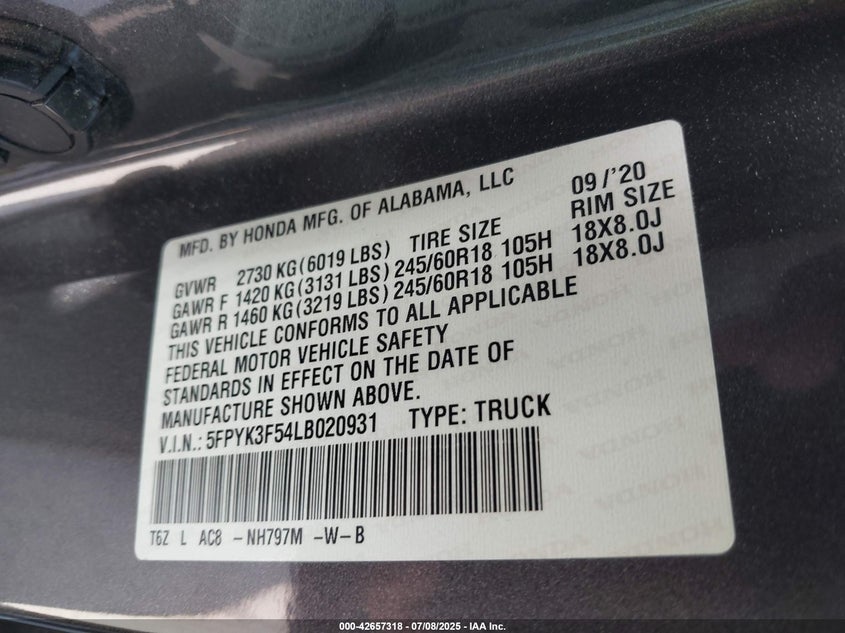 MFD. BY HONDA MFG. OF ALABAMA, LLC 09/'20
GVWR 2730 KG(6019 LBS) TIRE SIZE RIM SIZE
GAWR F 1420 KG(3131 LBS) 245/60R18 105H 18X8.0J
GAWR R 1460 KG(3219 LBS) 245/60R18 105H 18X8.0J
THIS VEHICLE CONFORMS TO ALL APPLICABLE
FEDERAL MOTOR VEHICLE SAFETY
STANDARDS IN EFFECT ON THE DATE OF
MANUFACTURE SHOWN ABOVE.
V.I.N.: 5FPYK3F54LB020931 TYPE: TRUCK
T6Z L AC8 -NH797M -W-B
000-42657318 - 07/08/2025 - IAA Inc.